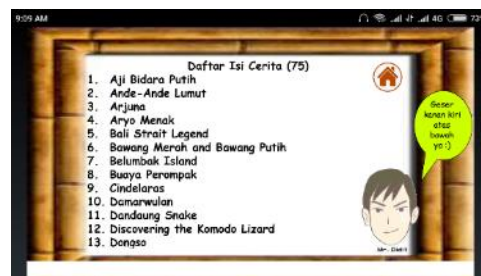 9:09 AM
4G 73%
Daftar Isi Cerita (75)
1. Aji Bidara Putih
2. Ande-Ande Lumut
3. Arjuna
4. Aryo Menak
5. Bali Strait Legend
6. Bawang Merah and Bawang Putih
7. Belumbak Island
8. Buaya Perompak
9. Cindelaras
10. Damarwulan
11. Dandaung Snake
12. Discovering the Komodo Lizard
13. Dongso
Geser
kanan kiri
atas
bawah
ya :)